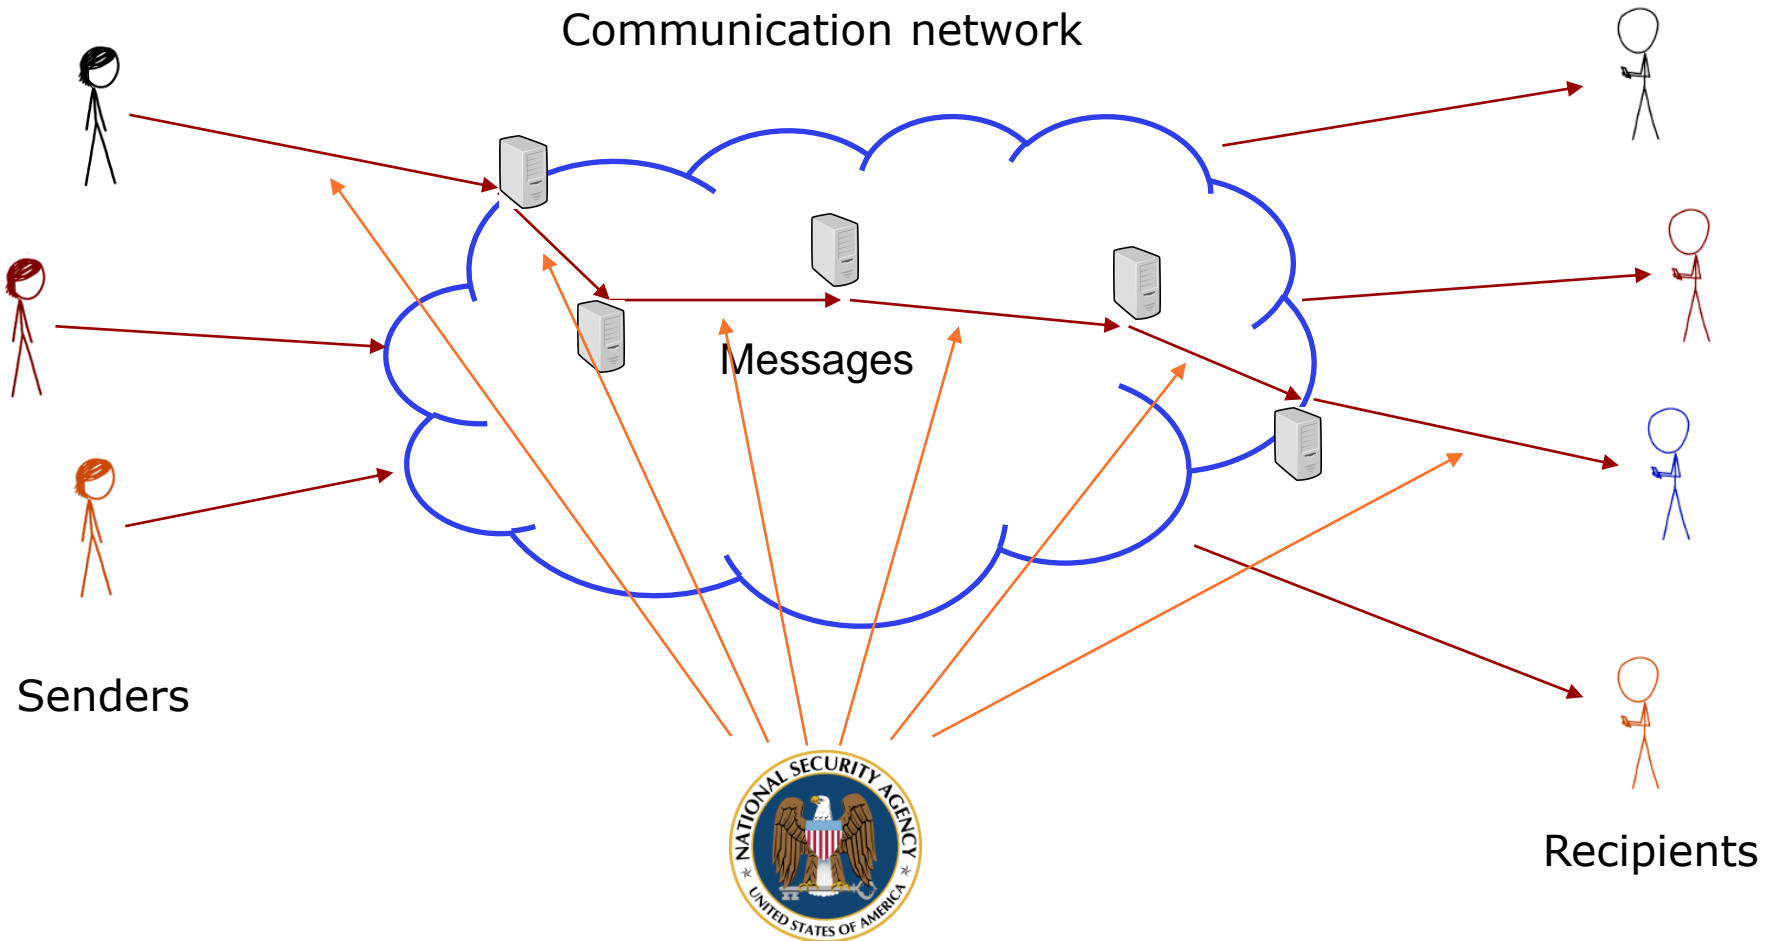 Communication network
Messages
Senders
Recipients
NATIONAL SECURITY AGENCY
UNITED STATES OF AMERICA